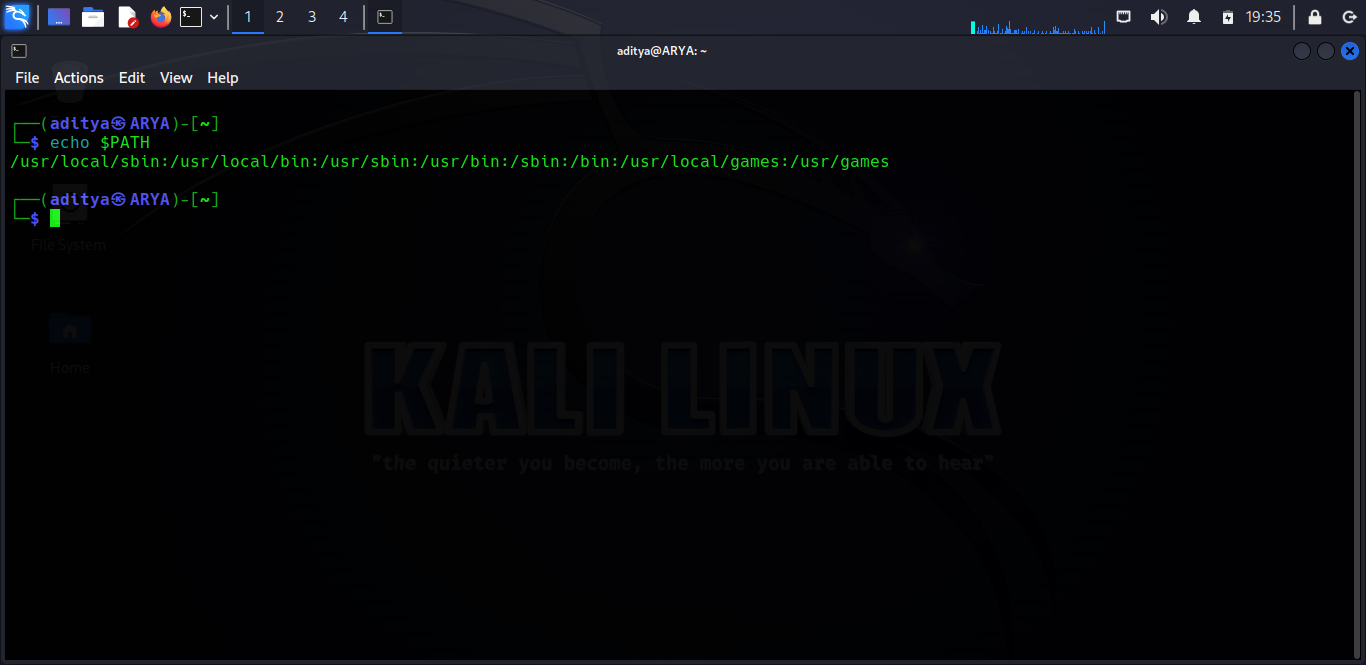 1 2 3 4 19:35
aditya@ARYA: ~
File Actions Edit View Help
┌──(aditya㉿ARYA)-[~]
└─$ echo $PATH
/usr/local/sbin:/usr/local/bin:/usr/sbin:/usr/bin:/sbin:/bin:/usr/local/games:/usr/games
┌──(aditya㉿ARYA)-[~]
└─$
File System
Home
KALI LINUX
"the quieter you become, the more you are able to hear"